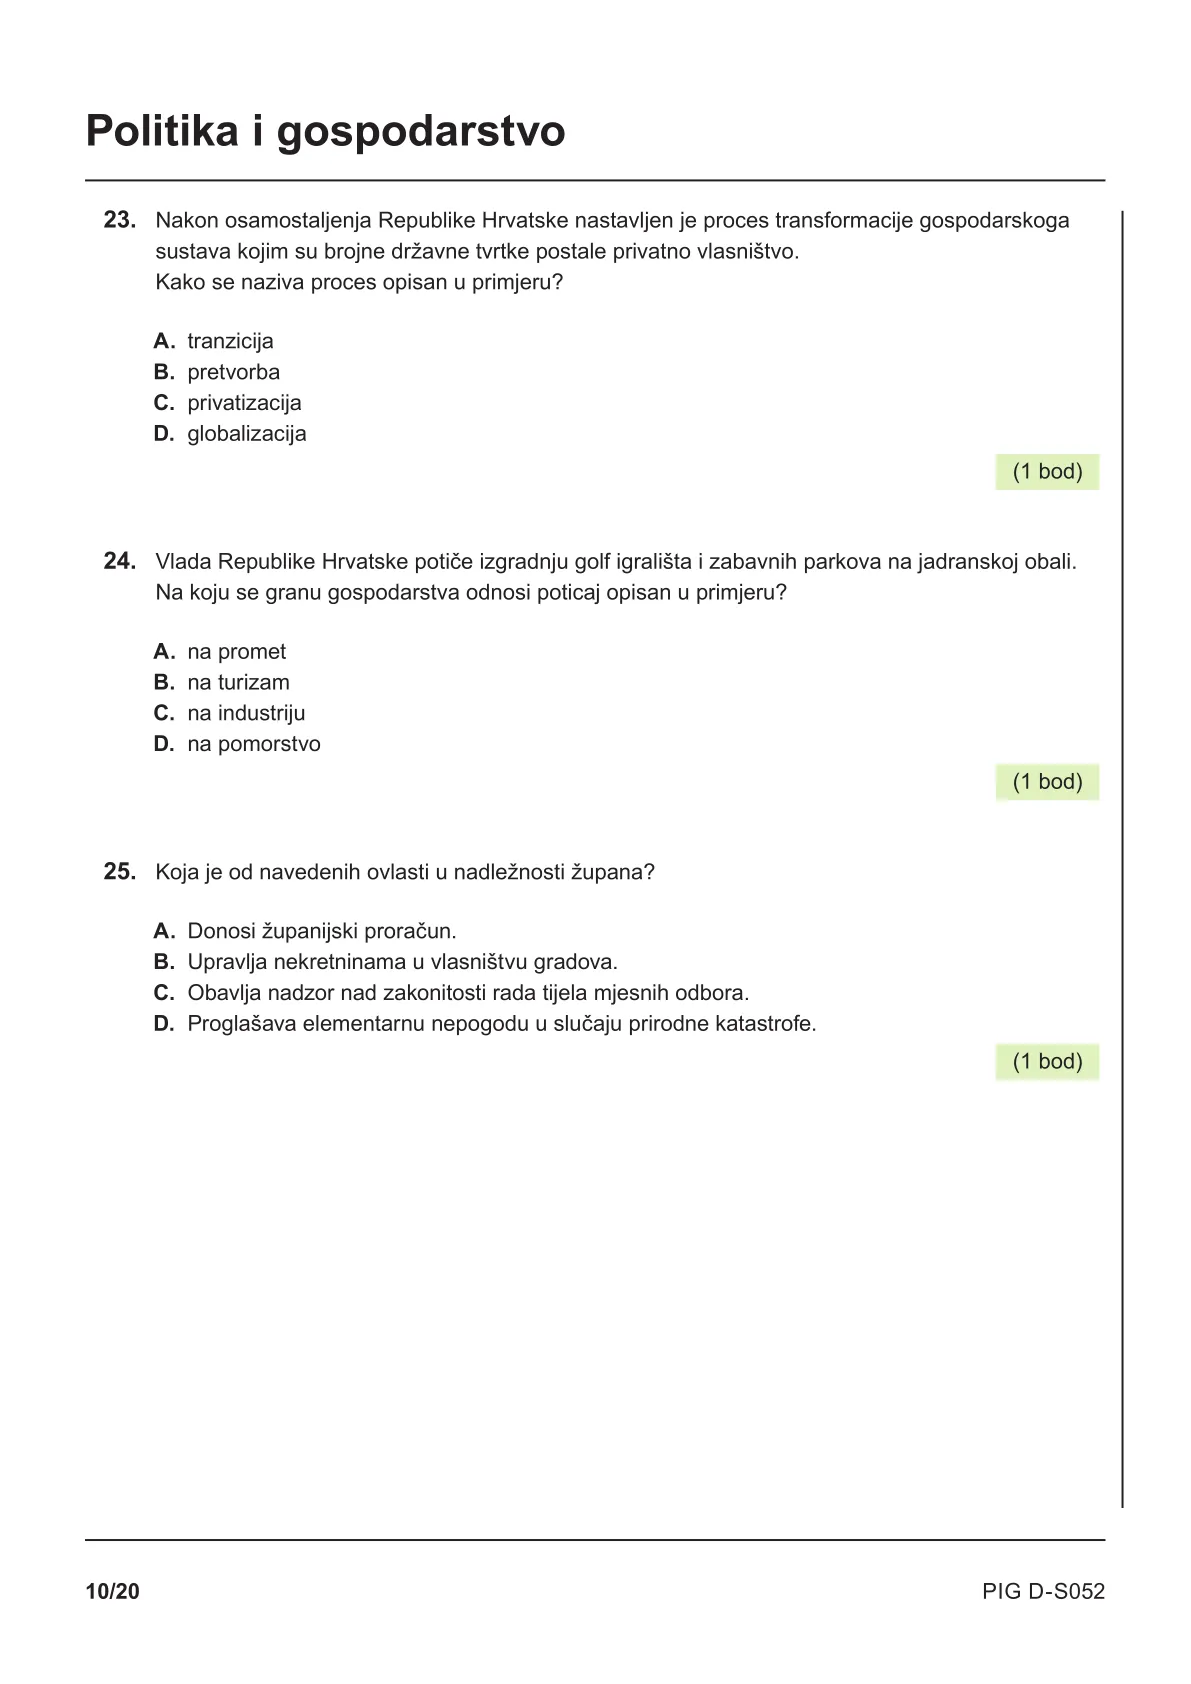 Politika i gospodarstvo
23. Nakon osamostaljenja Republike Hrvatske nastavljen je proces transformacije gospodarskoga
sustava kojim su brojne državne tvrtke postale privatno vlasništvo.
Kako se naziva proces opisan u primjeru?
A. tranzicija
B. pretvorba
C. privatizacija
D. globalizacija
(1 bod)
24. Vlada Republike Hrvatske potiče izgradnju golf igrališta i zabavnih parkova na jadranskoj obali.
Na koju se granu gospodarstva odnosi poticaj opisan u primjeru?
A. na promet
B. na turizam
C. na industriju
D. na pomorstvo
(1 bod)
25. Koja je od navedenih ovlasti u nadležnosti župana?
A. Donosi županijski proračun.
B. Upravlja nekretninama u vlasništvu gradova.
C. Obavlja nadzor nad zakonitosti rada tijela mjesnih odbora.
D. Proglašava elementarnu nepogodu u slučaju prirodne katastrofe.
(1 bod)
10/20
PIG D-S052